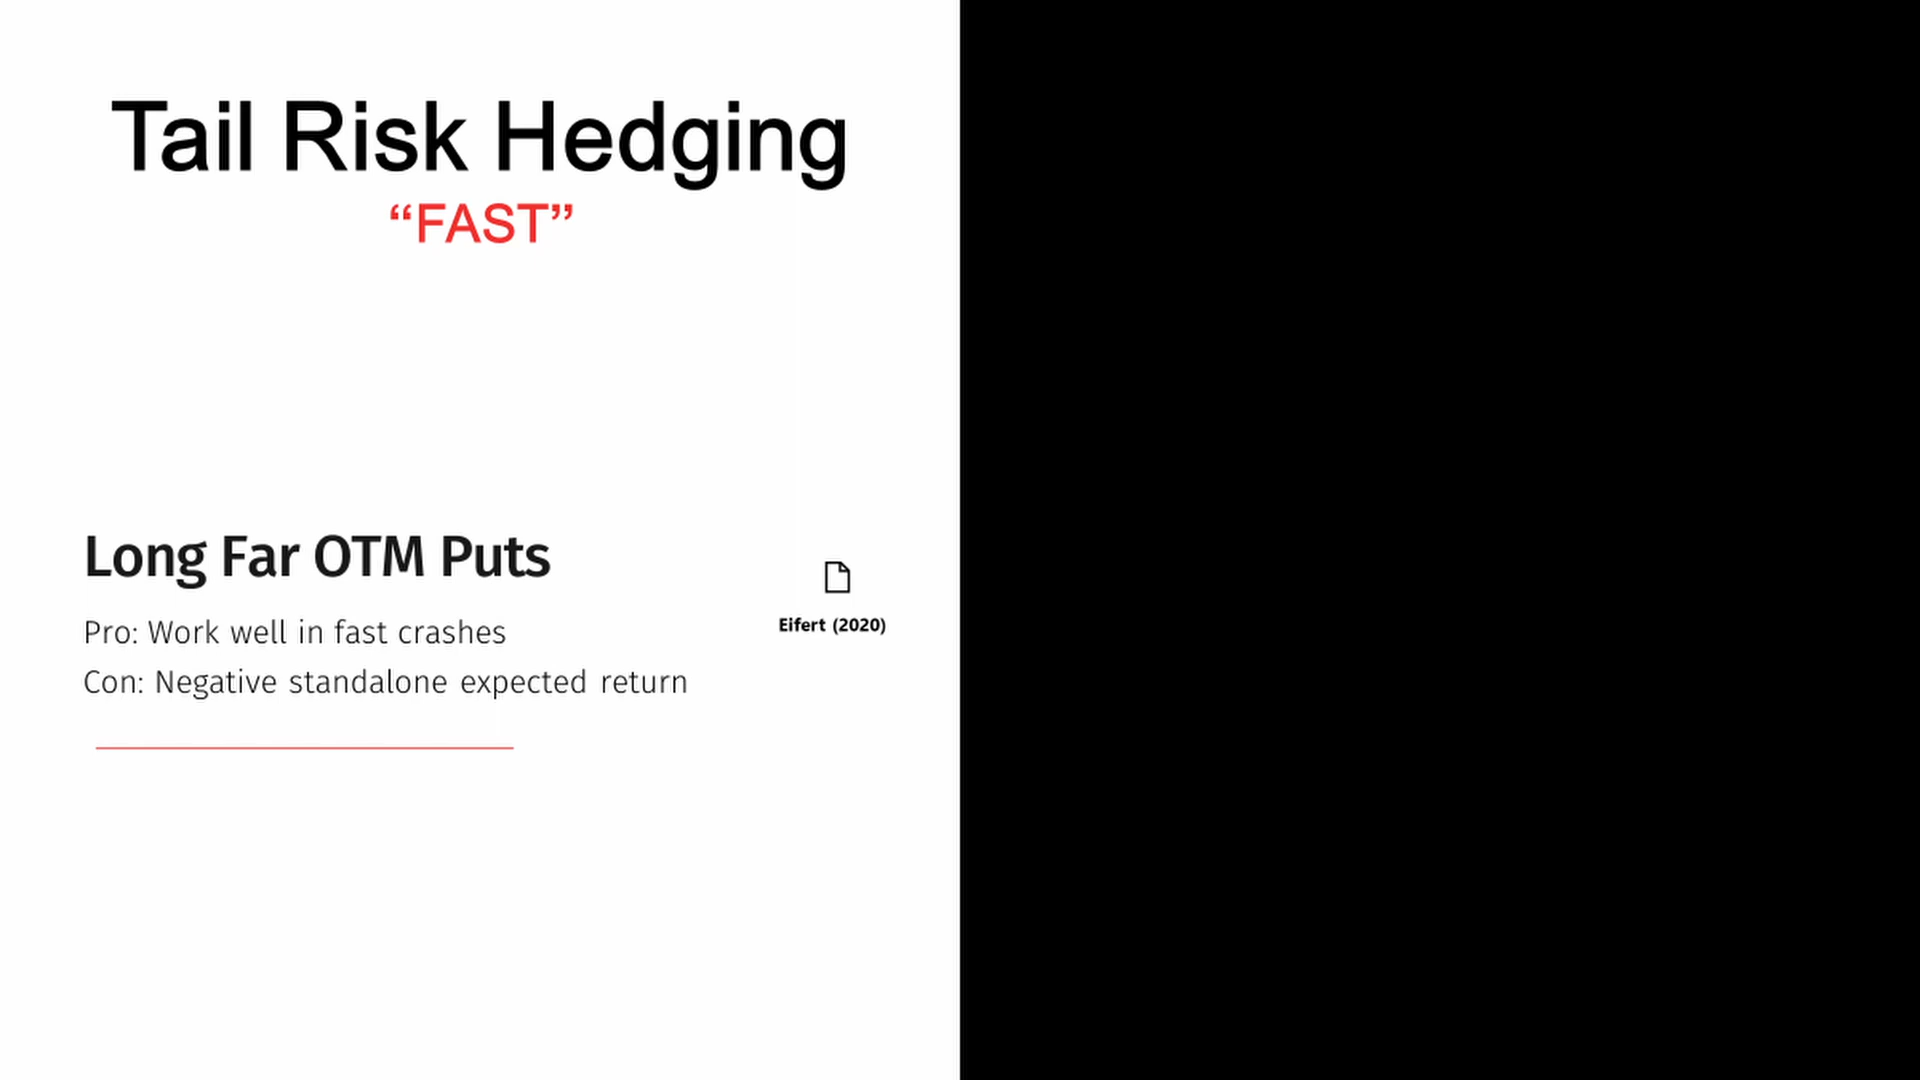 Tail Risk Hedging
“FAST”
Long Far OTM Puts
Pro: Work well in fast crashes
Con: Negative standalone expected return
Eifert (2020)